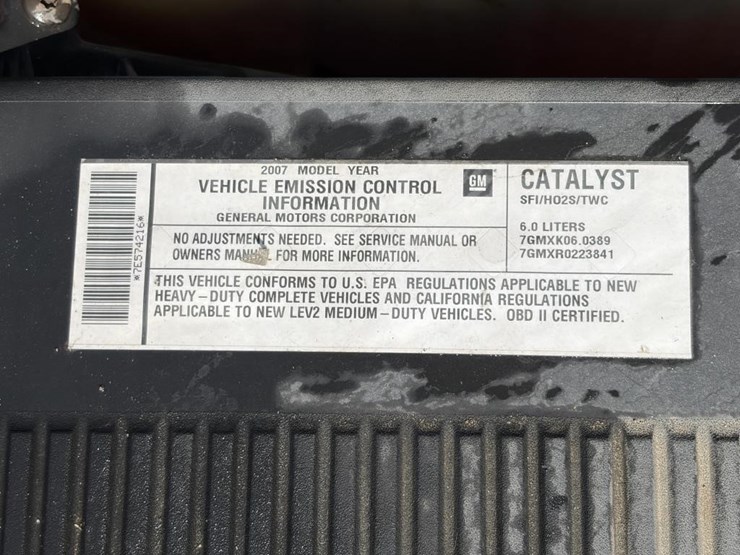 *7E574216*
2007 MODEL YEAR
VEHICLE EMISSION CONTROL
INFORMATION
GENERAL MOTORS CORPORATION
GM
NO ADJUSTMENTS NEEDED. SEE SERVICE MANUAL OR
OWNERS FOR MORE INFORMATION.
CATALYST
SFI/HO2S/TWC
6.0 LITERS
7GMXK06.0389
7GMXR0223841
THIS VEHICLE CONFORMS TO U.S. EPA REGULATIONS APPLICABLE TO NEW
HEAVY-DUTY COMPLETE VEHICLES AND CALIFORNIA REGULATIONS
APPLICABLE TO NEW LEV2 MEDIUM-DUTY VEHICLES. OBD II CERTIFIED.